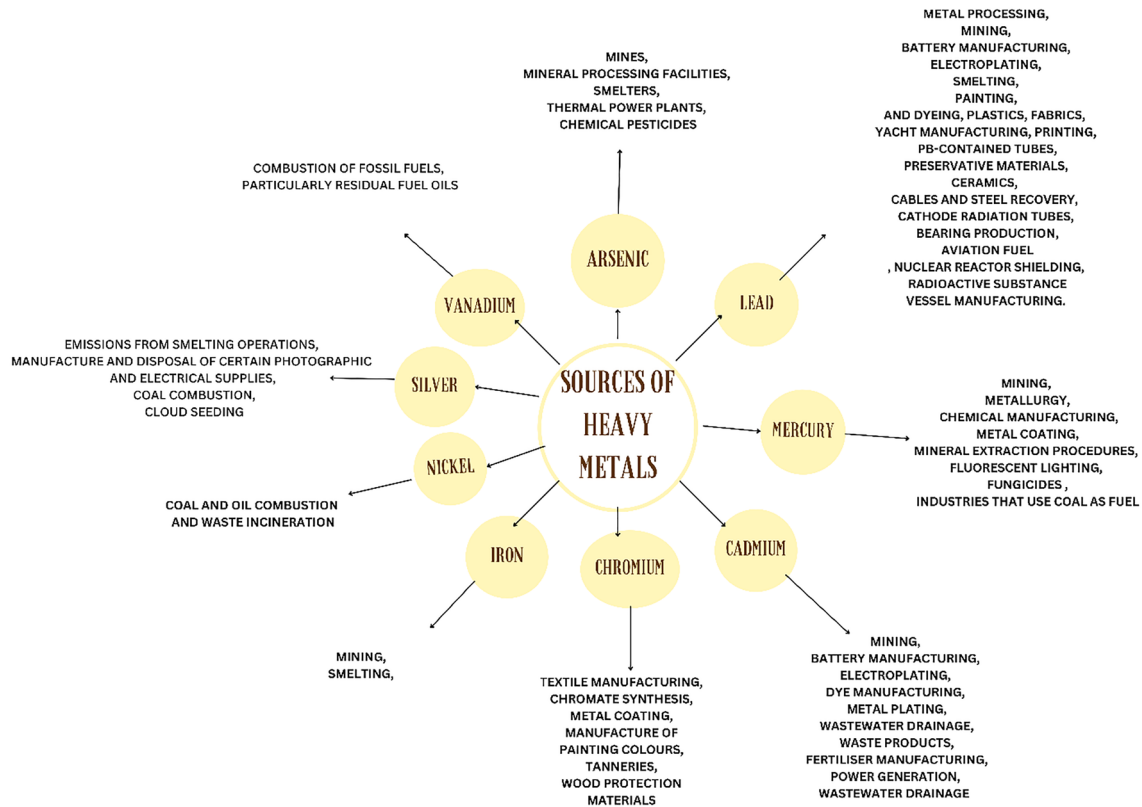 SOURCES OF
HEAVY
METALS
ARSENIC
MINES,
MINERAL PROCESSING FACILITIES,
SMELTERS,
THERMAL POWER PLANTS,
CHEMICAL PESTICIDES
LEAD
METAL PROCESSING,
MINING,
BATTERY MANUFACTURING,
ELECTROPLATING,
SMELTING,
PAINTING,
AND DYEING, PLASTICS, FABRICS,
YACHT MANUFACTURING, PRINTING,
PB-CONTAINED TUBES,
PRESERVATIVE MATERIALS,
CERAMICS,
CABLES AND STEEL RECOVERY,
CATHODE RADIATION TUBES,
BEARING PRODUCTION,
AVIATION FUEL
, NUCLEAR REACTOR SHIELDING,
RADIOACTIVE SUBSTANCE
VESSEL MANUFACTURING.
MERCURY
MINING,
METALLURGY,
CHEMICAL MANUFACTURING,
METAL COATING,
MINERAL EXTRACTION PROCEDURES,
FLUORESCENT LIGHTING,
FUNGICIDES ,
INDUSTRIES THAT USE COAL AS FUEL
CADMIUM
MINING,
BATTERY MANUFACTURING,
ELECTROPLATING,
DYE MANUFACTURING,
METAL PLATING,
WASTEWATER DRAINAGE,
WASTE PRODUCTS,
FERTILISER MANUFACTURING,
POWER GENERATION,
WASTEWATER DRAINAGE
CHROMIUM
TEXTILE MANUFACTURING,
CHROMATE SYNTHESIS,
METAL COATING,
MANUFACTURE OF
PAINTING COLOURS,
TANNERIES,
WOOD PROTECTION
MATERIALS
IRON
MINING,
SMELTING,
NICKEL
COAL AND OIL COMBUSTION
AND WASTE INCINERATION
SILVER
EMISSIONS FROM SMELTING OPERATIONS,
MANUFACTURE AND DISPOSAL OF CERTAIN PHOTOGRAPHIC
AND ELECTRICAL SUPPLIES,
COAL COMBUSTION,
CLOUD SEEDING
VANADIUM
COMBUSTION OF FOSSIL FUELS,
PARTICULARLY RESIDUAL FUEL OILS